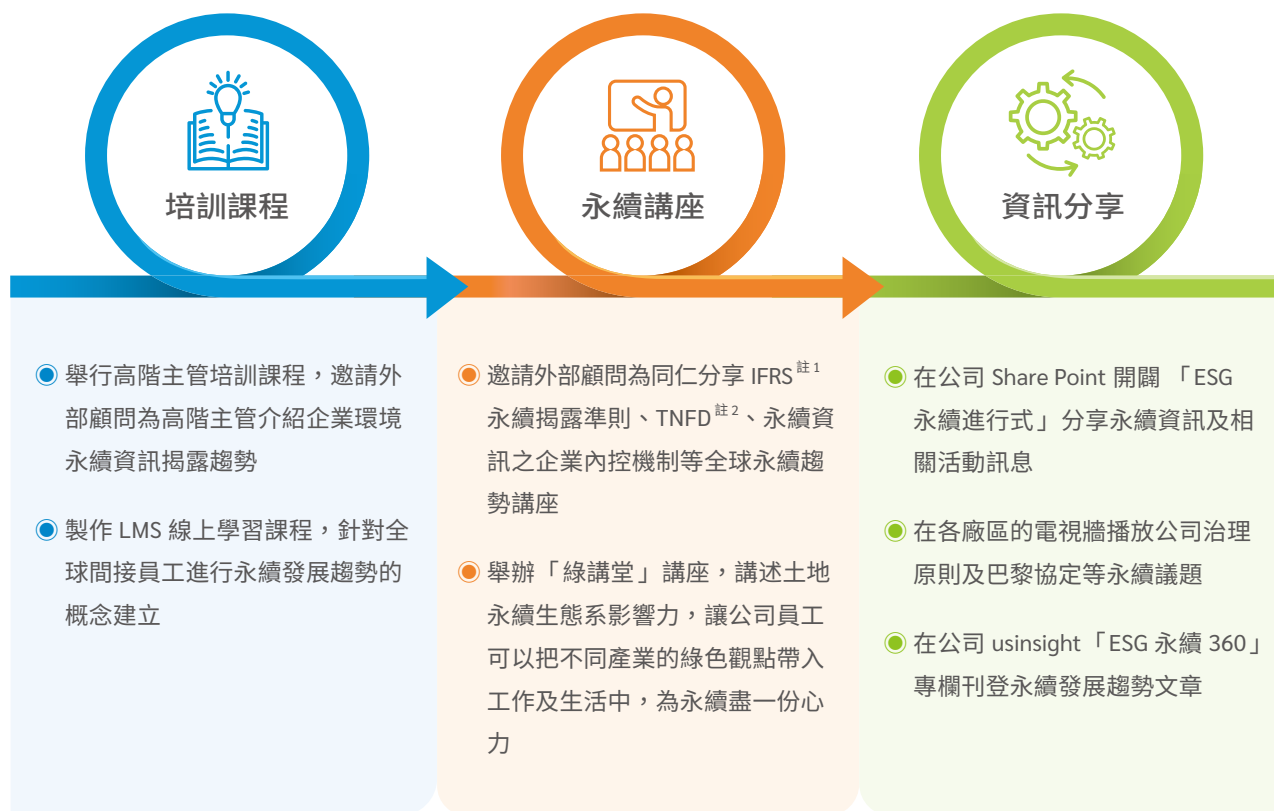 培訓課程
舉行高階主管培訓課程，邀請外
部顧問為高階主管介紹企業環境
永續資訊揭露趨勢
製作 LMS 線上學習課程，針對全
球間接員工進行永續發展趨勢的
概念建立
永續講座
邀請外部顧問為同仁分享 IFRS註1
永續揭露準則、TNFD註2、永續資
訊之企業內控機制等全球永續趨
勢講座
舉辦「綠講堂」講座，講述土地
永續生態系影響力，讓公司員工
可以把不同產業的綠色觀點帶入
工作及生活中，為永續盡一份心
力
資訊分享
在公司 Share Point 開闢 「ESG
永續進行式」分享永續資訊及相
關活動訊息
在各廠區的電視牆播放公司治理
原則及巴黎協定等永續議題
在公司 usinsight「ESG 永續 360」
專欄刊登永續發展趨勢文章